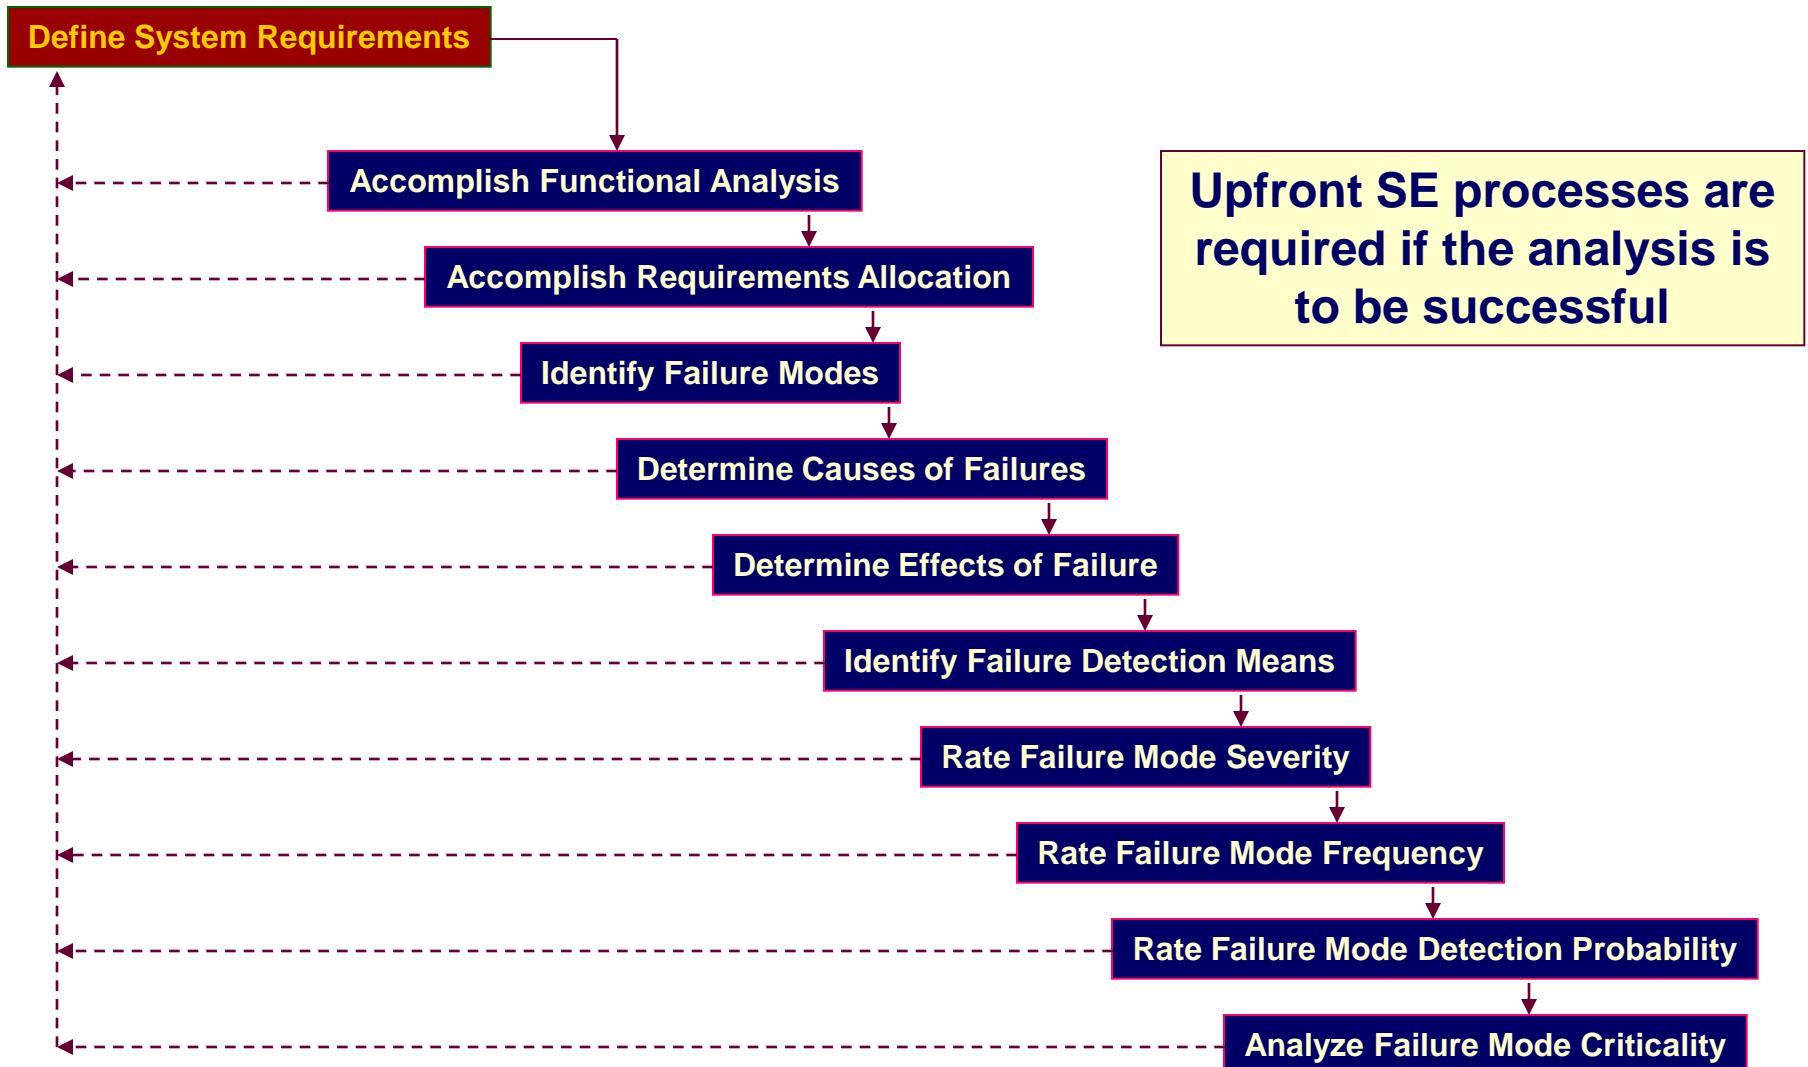 Define System Requirements
Accomplish Functional Analysis
Upfront SE processes are
required if the analysis is
to be successful
Accomplish Requirements Allocation
Identify Failure Modes
Determine Causes of Failures
Determine Effects of Failure
Identify Failure Detection Means
Rate Failure Mode Severity
Rate Failure Mode Frequency
Rate Failure Mode Detection Probability
Analyze Failure Mode Criticality